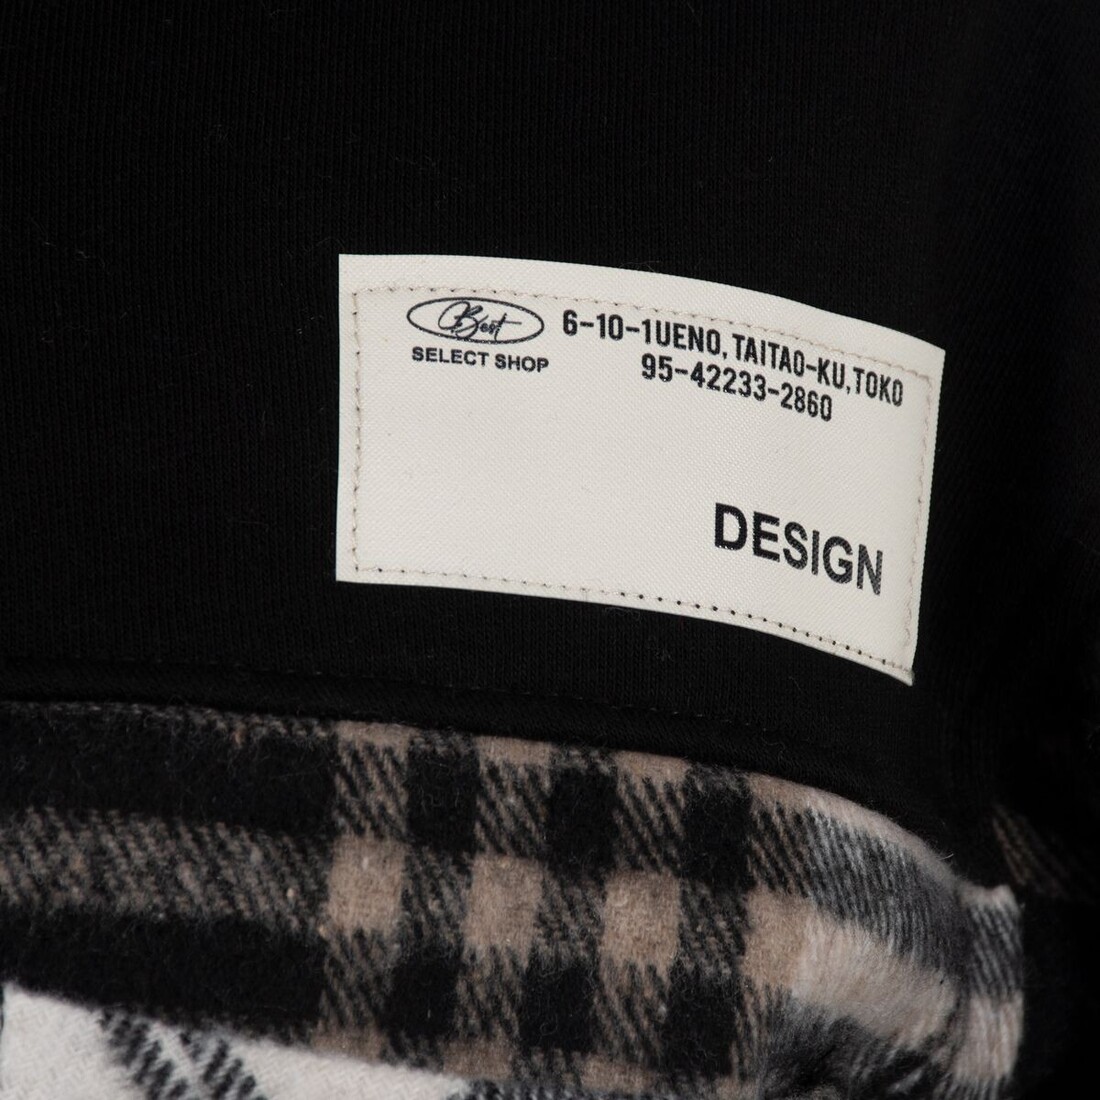 Best
SELECT SHOP
6-10-1UENO, TAITAO-KU, TOKO
95-42233-2860
DESIGN